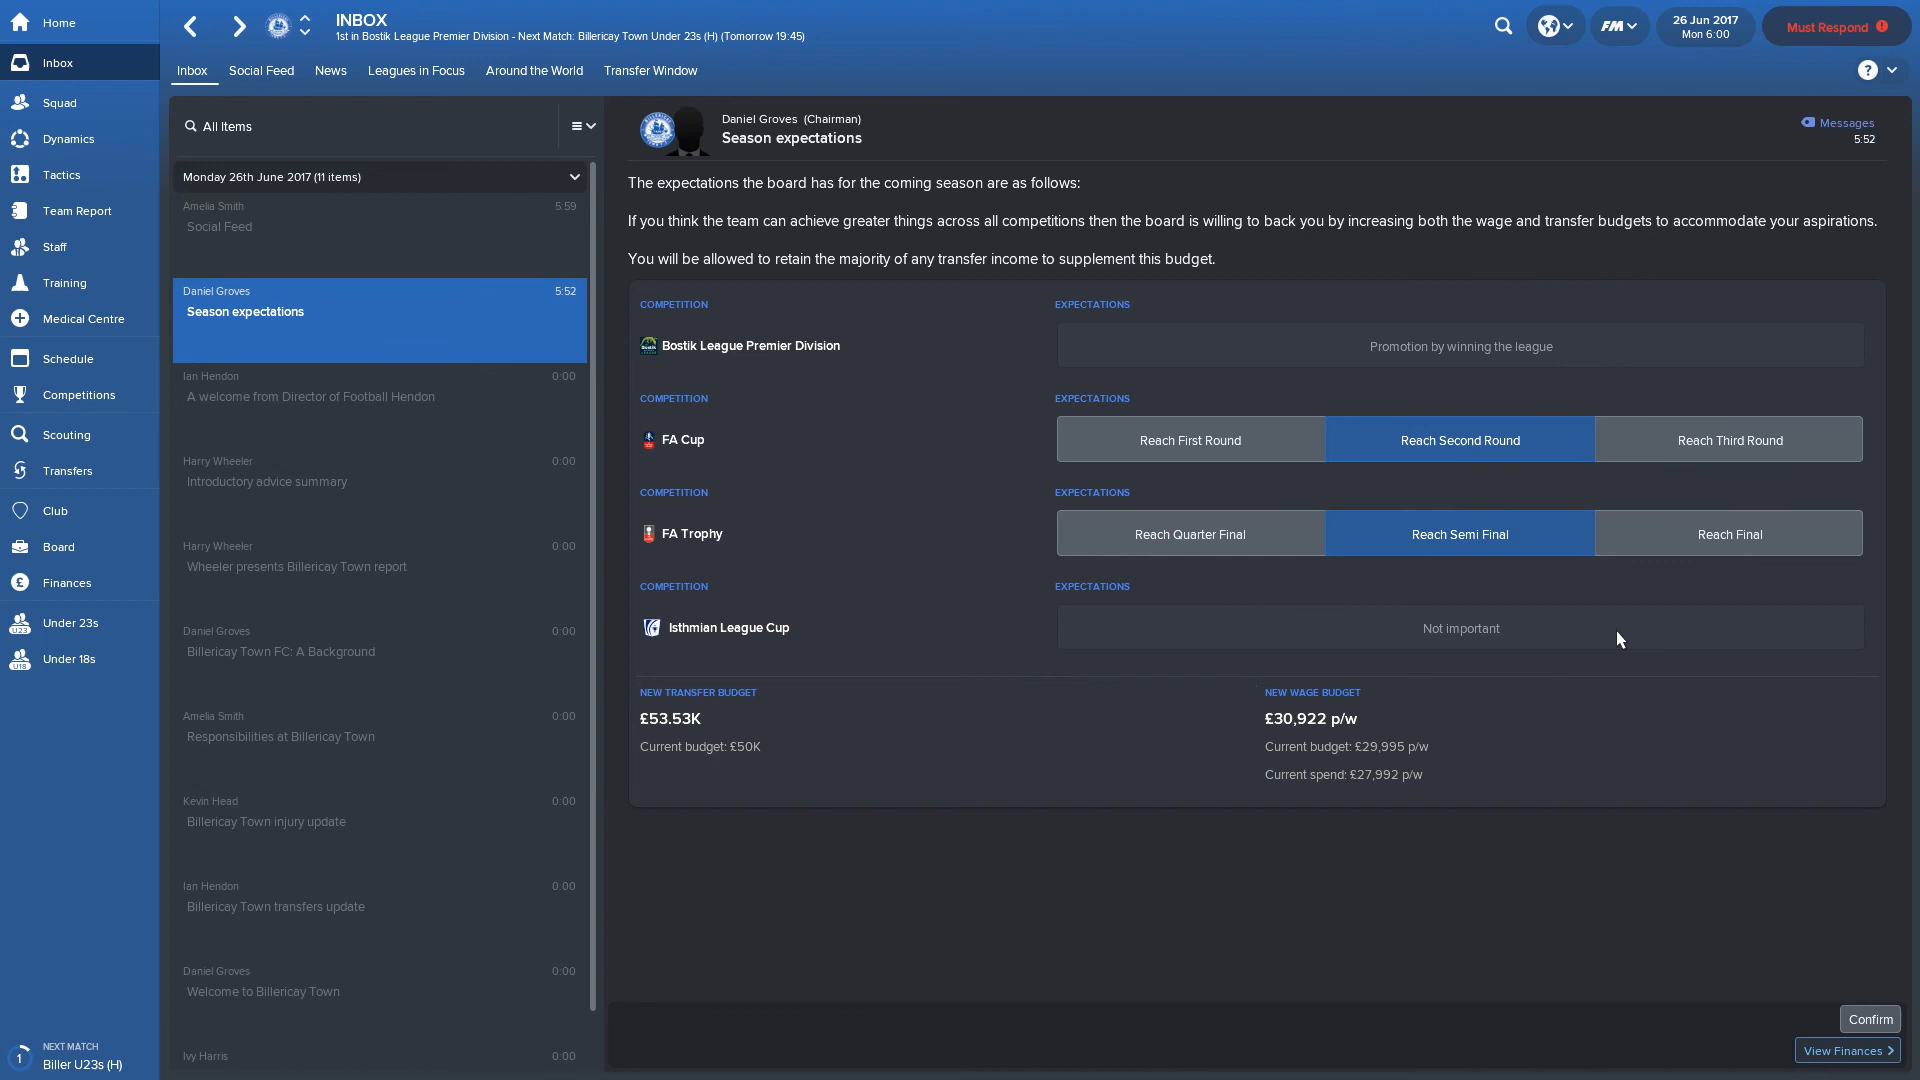 Home
Inbox
Squad
Dynamics
Tactics
Team Report
Staff
Training
Medical Centre
Schedule
Competitions
Scouting
Transfers
Club
Board
Finances
Under 23s
Under 18s
1
NEXT MATCH
Biller U23s (H)
INBOX
1st in Bostik League Premier Division - Next Match: Billericay Town Under 23s (H) (Tomorrow 19:45)
FM
26 Jun 2017
Mon 6:00
Must Respond
Inbox Social Feed News Leagues in Focus Around the World Transfer Window
All Items
Monday 26th June 2017 (11 items)
Amelia Smith 5:59
Social Feed
Daniel Groves 5:52
Season expectations
Ian Hendon 0:00
A welcome from Director of Football Hendon
Harry Wheeler 0:00
Introductory advice summary
Harry Wheeler 0:00
Wheeler presents Billericay Town report
Daniel Groves 0:00
Billericay Town FC: A Background
Amelia Smith 0:00
Responsibilities at Billericay Town
Kevin Head 0:00
Billericay Town injury update
Ian Hendon 0:00
Billericay Town transfers update
Daniel Groves 0:00
Welcome to Billericay Town
Ivy Harris 0:00
Daniel Groves (Chairman)
Season expectations
Messages
5:52
The expectations the board has for the coming season are as follows:
If you think the team can achieve greater things across all competitions then the board is willing to back you by increasing both the wage and transfer budgets to accommodate your aspirations.
You will be allowed to retain the majority of any transfer income to supplement this budget.
COMPETITION EXPECTATIONS
Bostik League Premier Division Promotion by winning the league
COMPETITION EXPECTATIONS
FA Cup Reach First Round Reach Second Round Reach Third Round
COMPETITION EXPECTATIONS
FA Trophy Reach Quarter Final Reach Semi Final Reach Final
COMPETITION EXPECTATIONS
Isthmian League Cup Not important
NEW TRANSFER BUDGET
£53.53K
Current budget: £50K
NEW WAGE BUDGET
£30,922 p/w
Current budget: £29,995 p/w
Current spend: £27,992 p/w
Confirm
View Finances